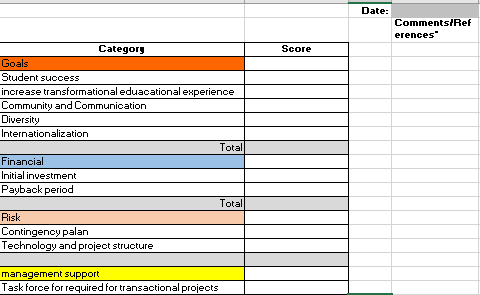 Date:
Comments/Ref
erences"
Category Score
Goals
Student success
increase transformational eduacational experience
Community and Communication
Diversity
Internationalization
Total
Financial
Initial investment
Payback period
Total
Risk
Contingency palan
Technology and project structure
management support
Task force for required for transactional projects